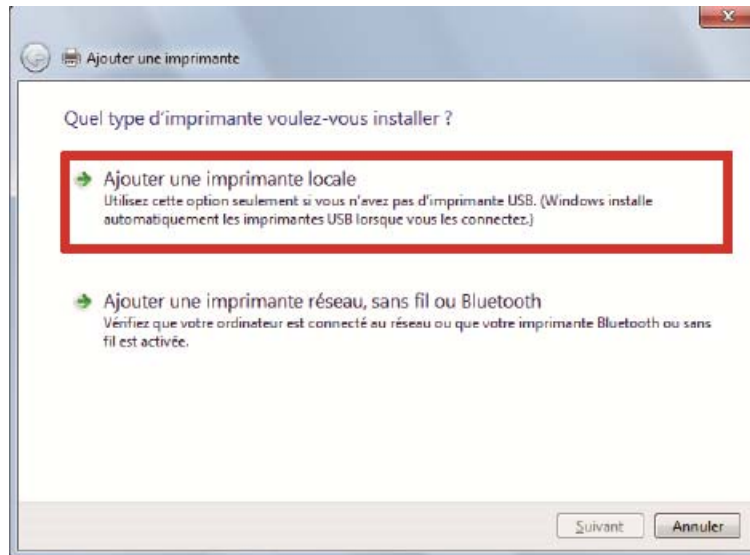 Ajouter une imprimante
Quel type d'imprimante voulez-vous installer ?
Ajouter une imprimante locale
Utilisez cette option seulement si vous n'avez pas d'imprimante USB. (Windows installe
automatiquement les imprimantes USB lorsque vous les connectez.)
Ajouter une imprimante réseau, sans fil ou Bluetooth
Vérifiez que votre ordinateur est connecté au réseau ou que votre imprimante Bluetooth ou sans
fil est activée.
Suivant Annuler